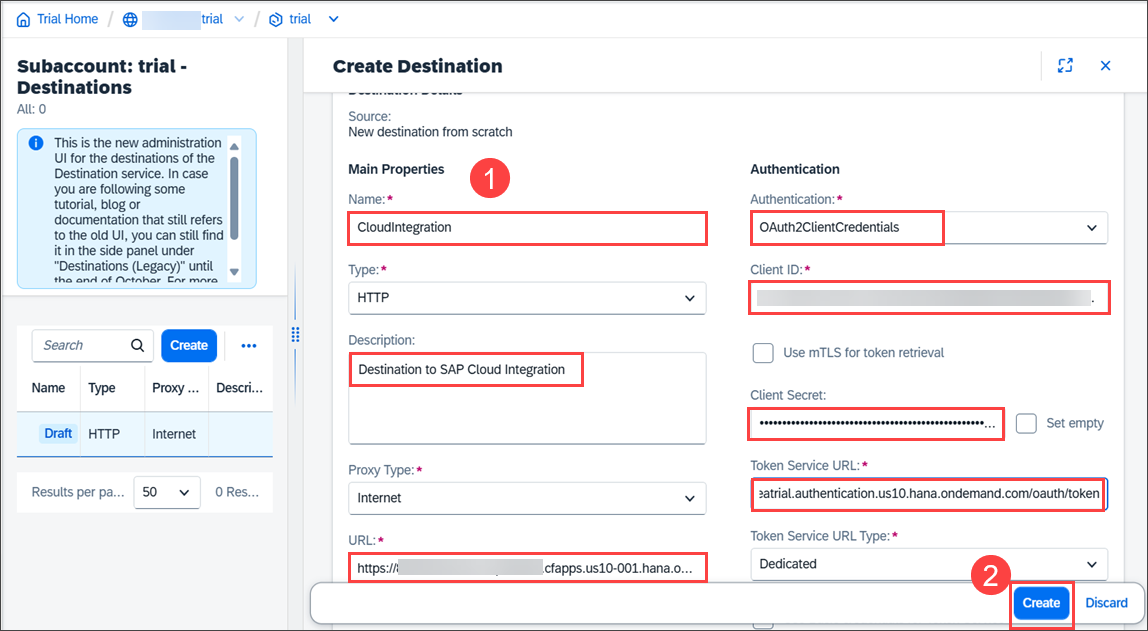 Trial Home / trial / trial
Subaccount: trial -
Destinations
All: 0
This is the new administration
UI for the destinations of the
Destination service. In case
you are following some
tutorial, blog or
documentation that still refers
to the old UI, you can still find
it in the side panel under
"Destinations (Legacy)" until
the end of October. For more
Search
Create
Name Type Proxy ... Descri...
Draft HTTP Internet
Results per pa... 50 0 Res...
Create Destination
Destination Details
Source:
New destination from scratch
Main Properties
1
Name:*
CloudIntegration
Type:*
HTTP
Description:
Destination to SAP Cloud Integration
Proxy Type:*
Internet
URL:*
https:// .cfapps.us10-001.hana.o...
Authentication
Authentication:*
OAuth2ClientCredentials
Client ID:*
Use mTLS for token retrieval
Client Secret:
Set empty
Token Service URL:*
eatrial.authentication.us10.hana.ondemand.com/oauth/token
Token Service URL Type:*
Dedicated
2
Create Discard